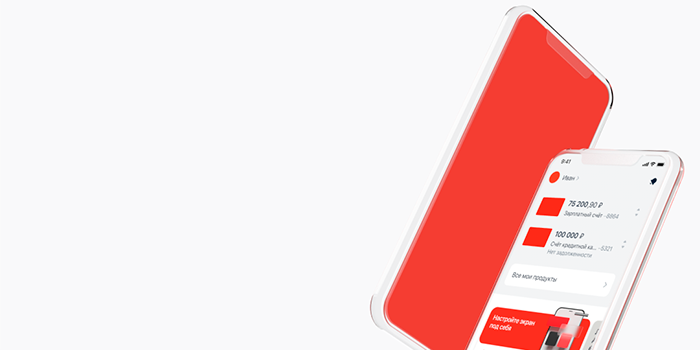 9:41
Иван
75 200,90 ₽
Зарплатный счёт ··5994
100 000 ₽
Счёт кредитной ка... ··5321
Нет задолженности
Все мои продукты
Настройте экран
под себя